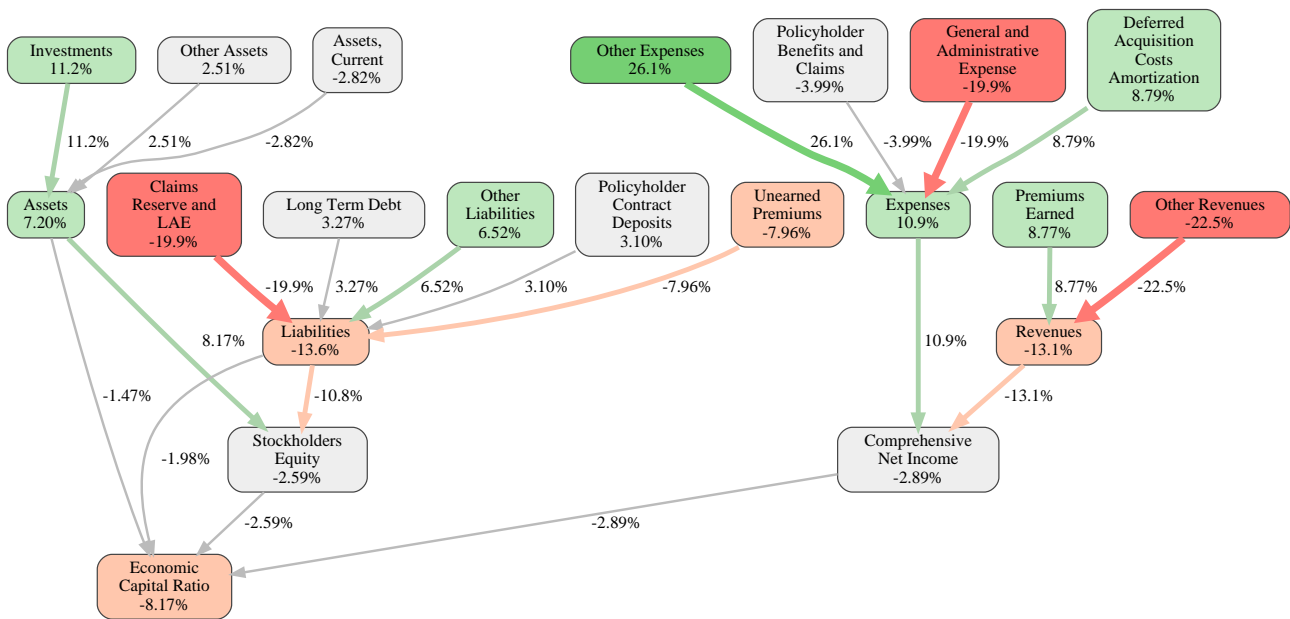 Investments
11.2%
Other Assets
2.51%
Assets,
Current
-2.82%
Other Expenses
26.1%
Policyholder
Benefits and
Claims
-3.99%
General and
Administrative
Expense
-19.9%
Deferred
Acquisition
Costs
Amortization
8.79%
11.2%
2.51%
-2.82%
26.1%
-3.99%
-19.9%
8.79%
Assets
7.20%
Claims
Reserve and
LAE
-19.9%
Long Term Debt
3.27%
Other
Liabilities
6.52%
Policyholder
Contract
Deposits
3.10%
Unearned
Premiums
-7.96%
Expenses
10.9%
Premiums
Earned
8.77%
Other Revenues
-22.5%
-19.9%
3.27%
6.52%
3.10%
-7.96%
8.77%
-22.5%
8.17%
Liabilities
-13.6%
10.9%
Revenues
-13.1%
-1.47%
-10.8%
-13.1%
-1.98%
Stockholders
Equity
-2.59%
Comprehensive
Net Income
-2.89%
-2.59%
-2.89%
Economic
Capital Ratio
-8.17%